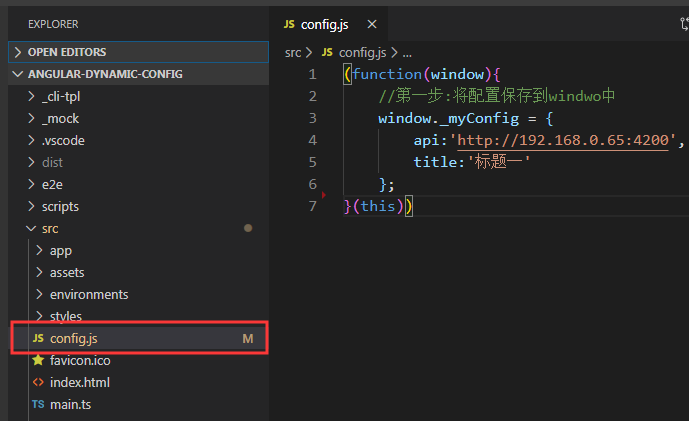 EXPLORER
OPEN EDITORS
ANGULAR-DYNAMIC-CONFIG
_cli-tpl
_mock
.vscode
dist
e2e
scripts
src
app
assets
environments
styles
JS config.js M
favicon.ico
<> index.html
TS main.ts
JS config.js ×
src > JS config.js > ...
1 (function(window){
2 //第一步:将配置保存到windwo中
3 window._myConfig = {
4 api:'http://192.168.0.65:4200',
5 title:'标题一'
6 };
7 }(this))